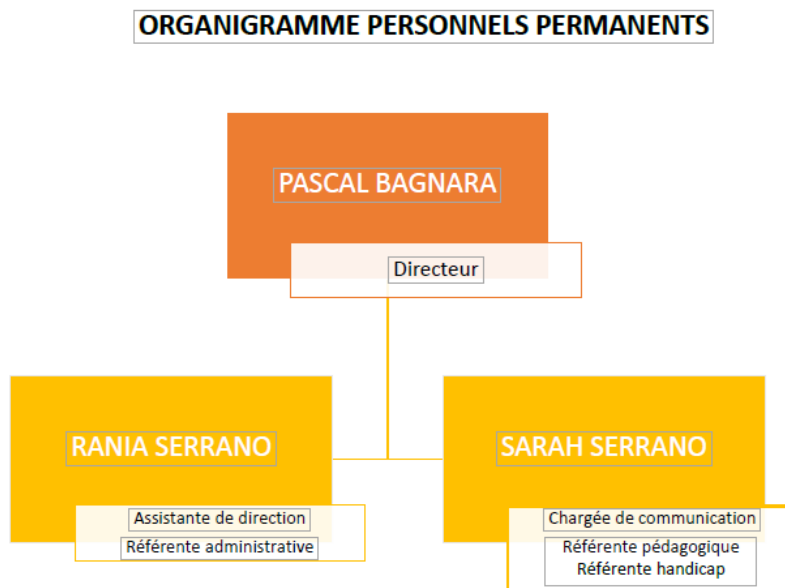 ORGANIGRAMME PERSONNELS PERMANENTS
PASCAL BAGNARA
Directeur
RANIA SERRANO
Assistante de direction
Référente administrative
SARAH SERRANO
Chargée de communication
Référente pédagogique
Référente handicap